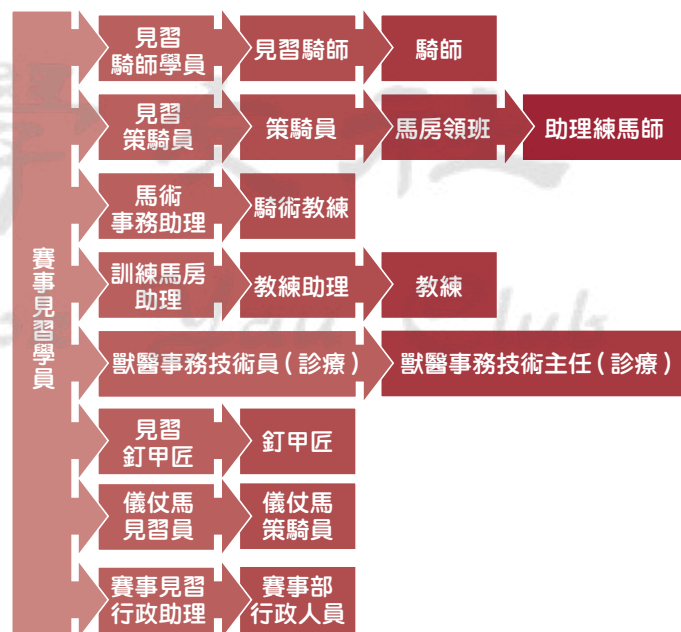 賽事見習學員
見習
騎師學員
見習騎師
騎師
見習
策騎員
策騎員
馬房領班
助理練馬師
馬術
事務助理
騎術教練
訓練馬房
助理
教練助理
教練
獸醫事務技術員(診療)
獸醫事務技術主任(診療)
見習
釘甲匠
釘甲匠
儀仗馬
見習員
儀仗馬
策騎員
賽事見習
行政助理
賽事部
行政人員
Yau Club